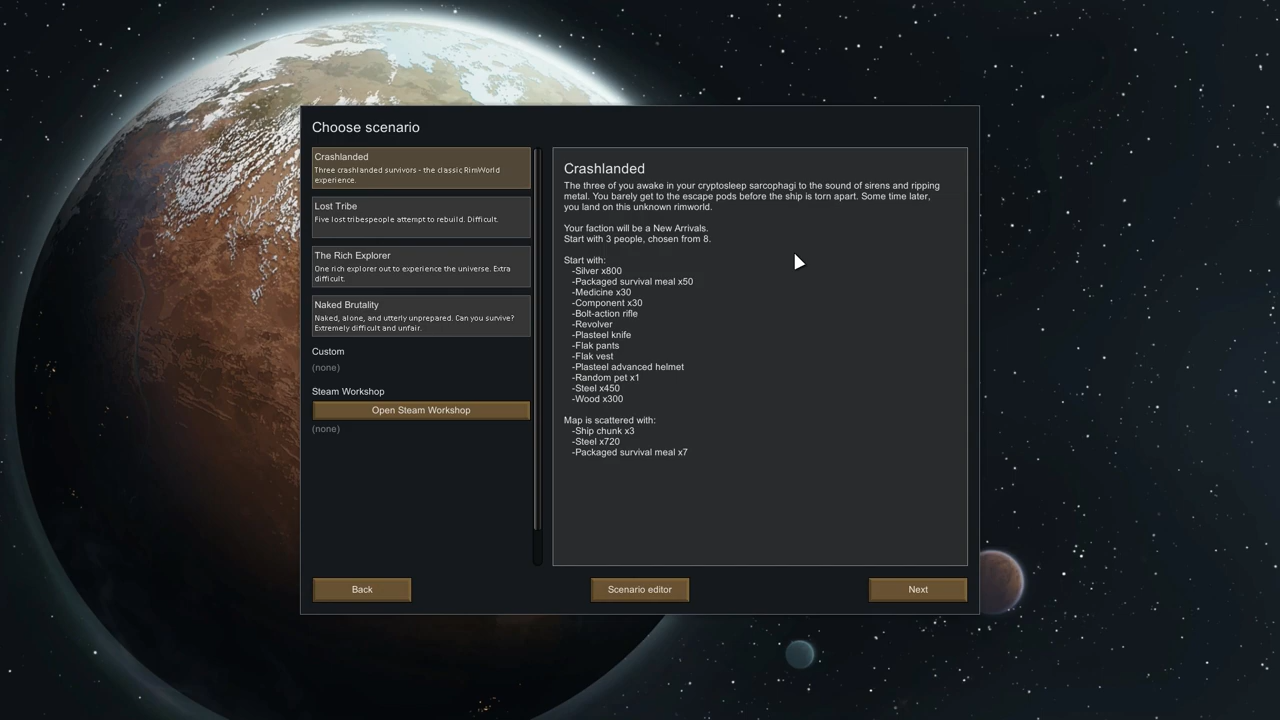 Choose scenario
Crashlanded
Three crashlanded survivors - the classic RimWorld
experience.
Lost Tribe
Five lost tribespeople attempt to rebuild. Difficult.
The Rich Explorer
One rich explorer out to experience the universe. Extra
difficult.
Naked Brutality
Naked, alone, and utterly unprepared. Can you survive?
Extremely difficult and unfair.
Custom
(none)
Steam Workshop
Open Steam Workshop
(none)
Crashlanded
The three of you awake in your cryptosleep sarcophagi to the sound of sirens and ripping
metal. You barely get to the escape pods before the ship is torn apart. Some time later,
you land on this unknown rimworld.
Your faction will be a New Arrivals.
Start with 3 people, chosen from 8.
Start with:
-Silver x800
-Packaged survival meal x50
-Medicine x30
-Component x30
-Bolt-action rifle
-Revolver
-Plasteel knife
-Flak pants
-Flak vest
-Plasteel advanced helmet
-Random pet x1
-Steel x450
-Wood x300
Map is scattered with:
-Ship chunk x3
-Steel x720
-Packaged survival meal x7
Back
Scenario editor
Next